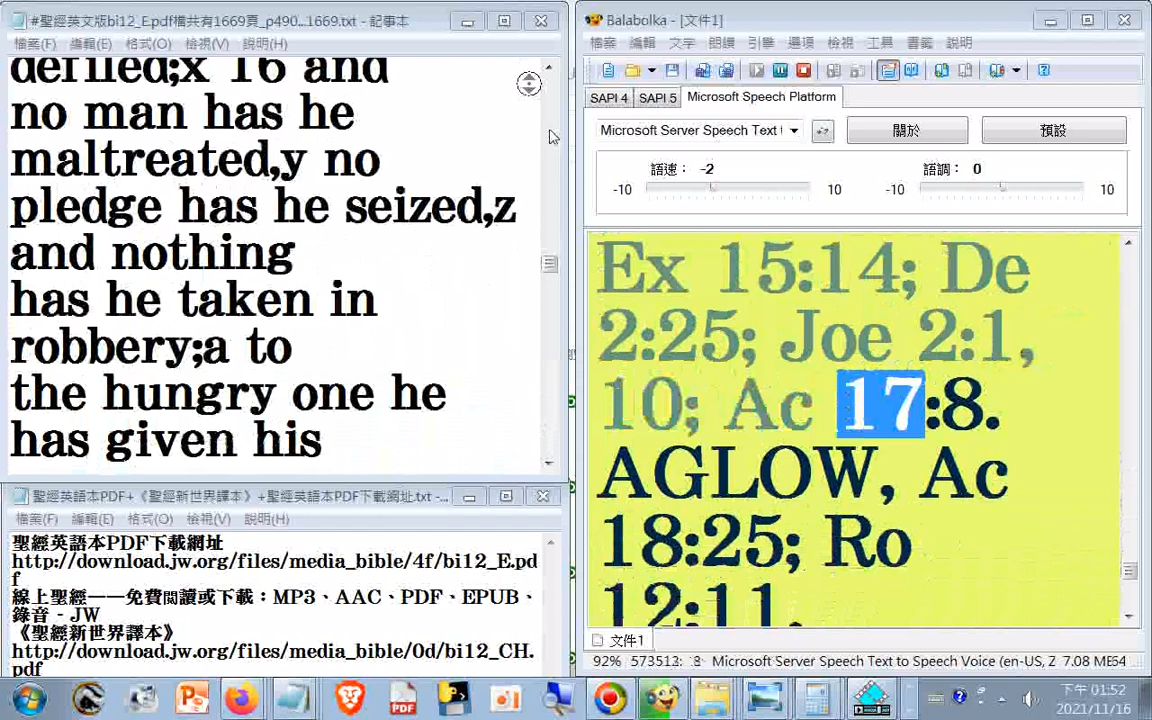 #聖經英文版bi12_E.pdf檔共有1669頁_p490...1669.txt - 記事本
檔案(F) 編輯(E) 格式(O) 檢視(V) 說明(H)
defiled;x 16 and
no man has he
maltreated,y no
pledge has he seized,z
and nothing
has he taken in
robbery;a to
the hungry one he
has given his
聖經英語本PDF+《聖經新世界譯本》+聖經英語本PDF下載網址.txt -...
檔案(F) 編輯(E) 格式(O) 檢視(V) 說明(H)
聖經英語本PDF下載網址
http://download.jw.org/files/media_bible/4f/bi12_E.pd
f
線上聖經——免費閱讀或下載：MP3、AAC、PDF、EPUB、
錄音 - JW
《聖經新世界譯本》
http://download.jw.org/files/media_bible/0d/bi12_CH.
pdf
Balabolka - [文件1]
檔案 編輯 文字 朗讀 引擎 選項 檢視 工具 書籤 說明
SAPI 4 SAPI 5 Microsoft Speech Platform
Microsoft Server Speech Text 關於 預設
語速： -2 語調： 0
-10 10 -10 10
Ex 15:14; De
2:25; Joe 2:1,
10; Ac 17:8.
AGLOW, Ac
18:25; Ro
12:11.
文件1
92% 573513: 8 Microsoft Server Speech Text to Speech Voice (en-US, Z 7.08 ME54
下午 01:52
2021/11/16